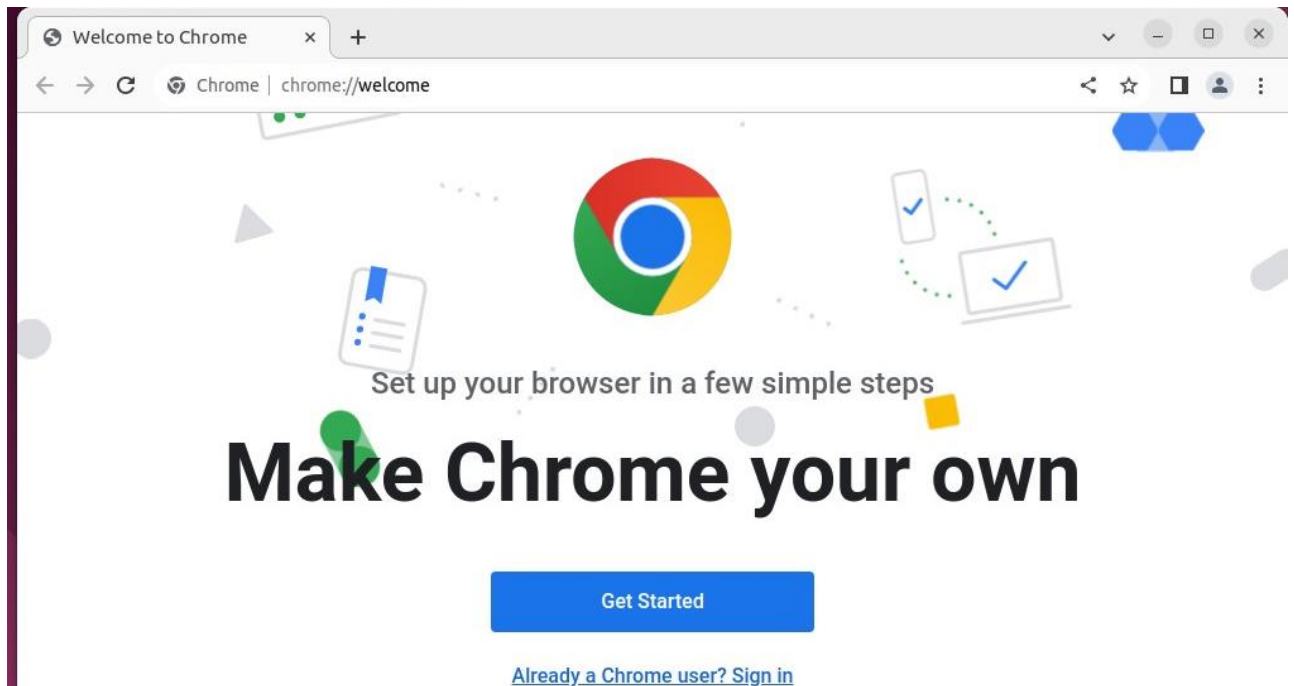 Welcome to Chrome
Chrome | chrome://welcome
Set up your browser in a few simple steps
Make Chrome your own
Get Started
Already a Chrome user? Sign in